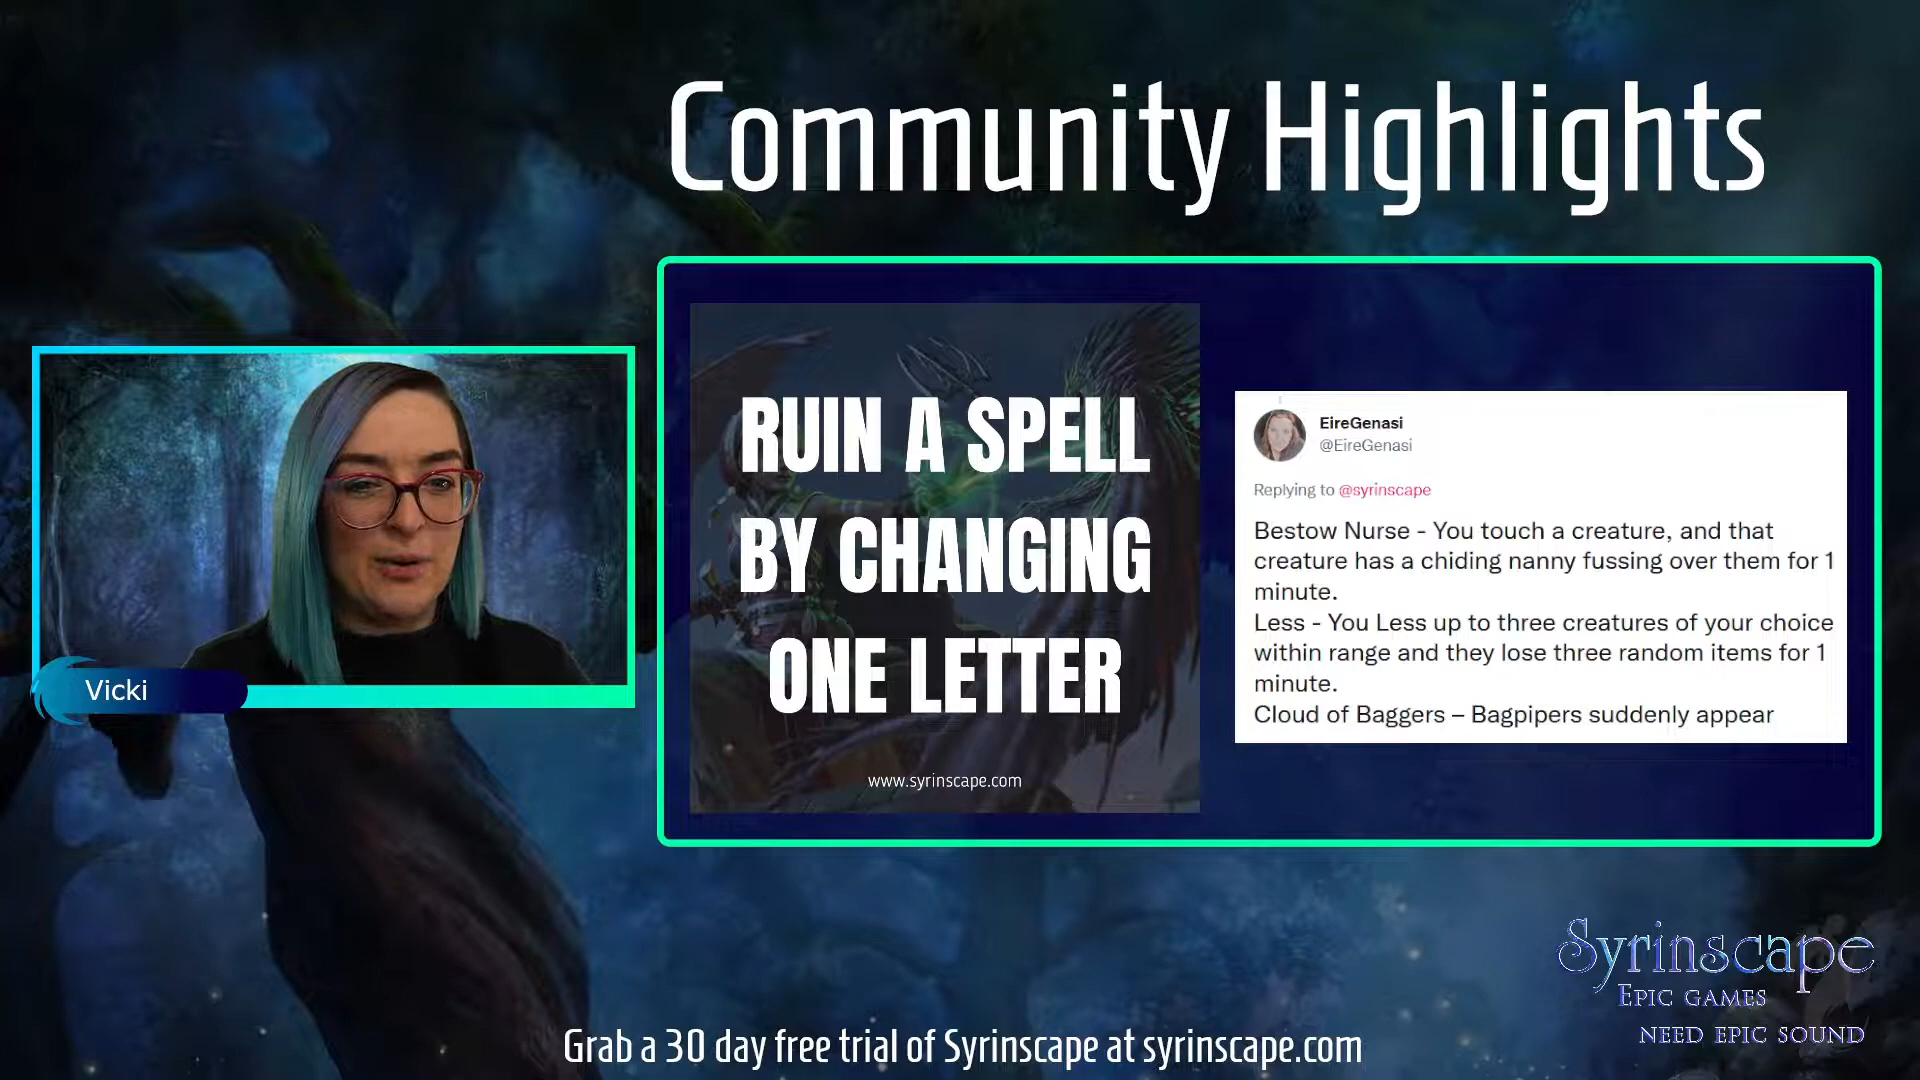 Community Highlights
RUIN A SPELL
BY CHANGING
ONE LETTER
www.syrinscape.com
EireGenasi
@EireGenasi
Replying to @syrinscape
Bestow Nurse - You touch a creature, and that
creature has a chiding nanny fussing over them for 1
minute.
Less - You Less up to three creatures of your choice
within range and they lose three random items for 1
minute.
Cloud of Baggers – Bagpipers suddenly appear
Vicki
Syrinscape
EPIC GAMES
NEED EPIC SOUND
Grab a 30 day free trial of Syrinscape at syrinscape.com